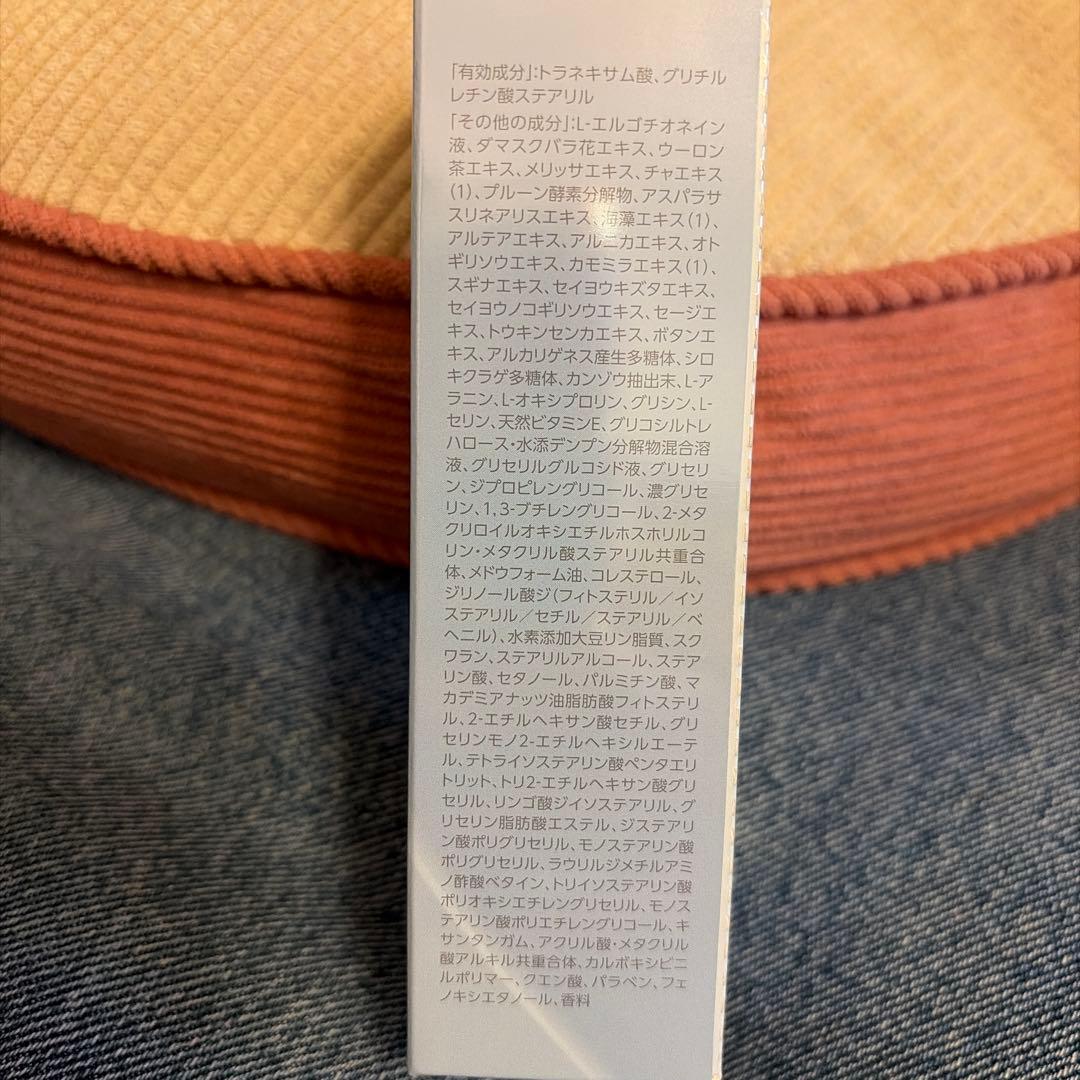 「有効成分」:トラネキサム酸、グリチル
レチン酸ステアリル
「その他の成分」:L-エルゴチオネイン
液、ダマスクバラ花エキス、ウーロン
茶エキス、メリッサエキス、チャエキス
(1)、プルーン酵素分解物、アスパラサ
スリネアリスエキス、海藻エキス(1)、
アルテアエキス、アルニカエキス、オト
ギリソウエキス、カモミラエキス(1)、
スギナエキス、セイヨウキズタエキス、
セイヨウノコギリソウエキス、セージエ
キス、トウキンセンカエキス、ボタンエ
キス、アルカリゲネス産生多糖体、シロ
キクラゲ多糖体、カンゾウ抽出末、L-ア
ラニン、L-オキシプロリン、グリシン、L-
セリン、天然ビタミンE、グリコシルトレ
ハロース・水添デンプン分解物混合溶
液、グリセリルグルコシド液、グリセリ
ン、ジプロピレングリコール、濃グリセ
リン、1,3-ブチレングリコール、2-メタ
クリロイルオキシエチルホスホリルコ
リン・メタクリル酸ステアリル共重合
体、メドウフォーム油、コレステロール、
ジリノール酸ジ(フィトステリル/イソ
ステアリル/セチル/ステアリル/ベ
ヘニル)、水素添加大豆リン脂質、スク
ワラン、ステアリルアルコール、ステア
リン酸、セタノール、パルミチン酸、マ
カデミアナッツ油脂肪酸フィトステリ
ル、2-エチルヘキサン酸セチル、グリ
セリンモノ2-エチルヘキシルエーテ
ル、テトライソステアリン酸ペンタエリ
トリット、トリ2-エチルヘキサン酸グリ
セリル、リンゴ酸ジイソステアリル、グ
リセリン脂肪酸エステル、ジステアリ
ン酸ポリグリセリル、モノステアリン酸
ポリグリセリル、ラウリルジメチルアミ
ノ酢酸ベタイン、トリイソステアリン酸
ポリオキシエチレングリセリル、モノス
テアリン酸ポリエチレングリコール、キ
サンタンガム、アクリル酸・メタクリル
酸アルキル共重合体、カルボキシビニ
ルポリマー、クエン酸、パラベン、フェ
ノキシエタノール、香料